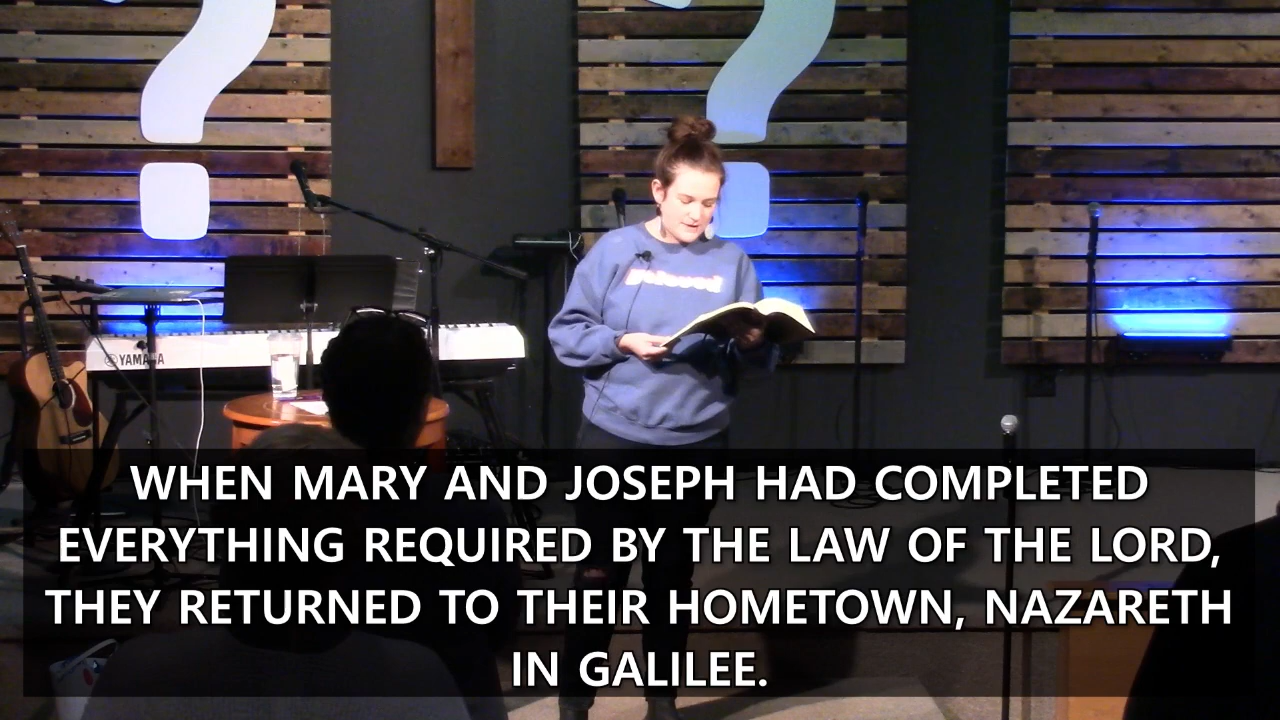 ? ?
Beloved
YAMAHA
WHEN MARY AND JOSEPH HAD COMPLETED
EVERYTHING REQUIRED BY THE LAW OF THE LORD,
THEY RETURNED TO THEIR HOMETOWN, NAZARETH
IN GALILEE.